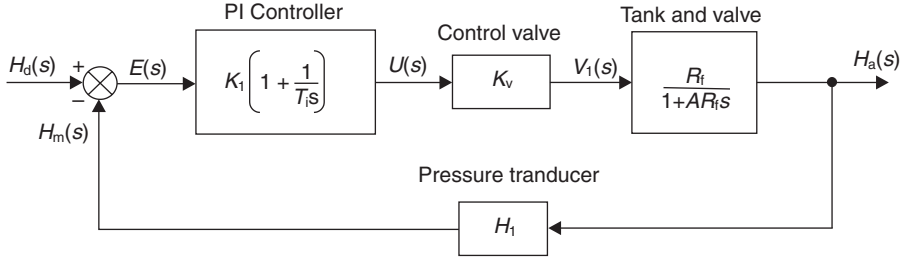 PI Controller
Control valve
Tank and valve
H_d(s)
+
−
E(s)
K_1(1 + 1/T_i s)
U(s)
K_v
V_1(s)
R_f/1+AR_f s
H_a(s)
H_m(s)
Pressure tranducer
H_1